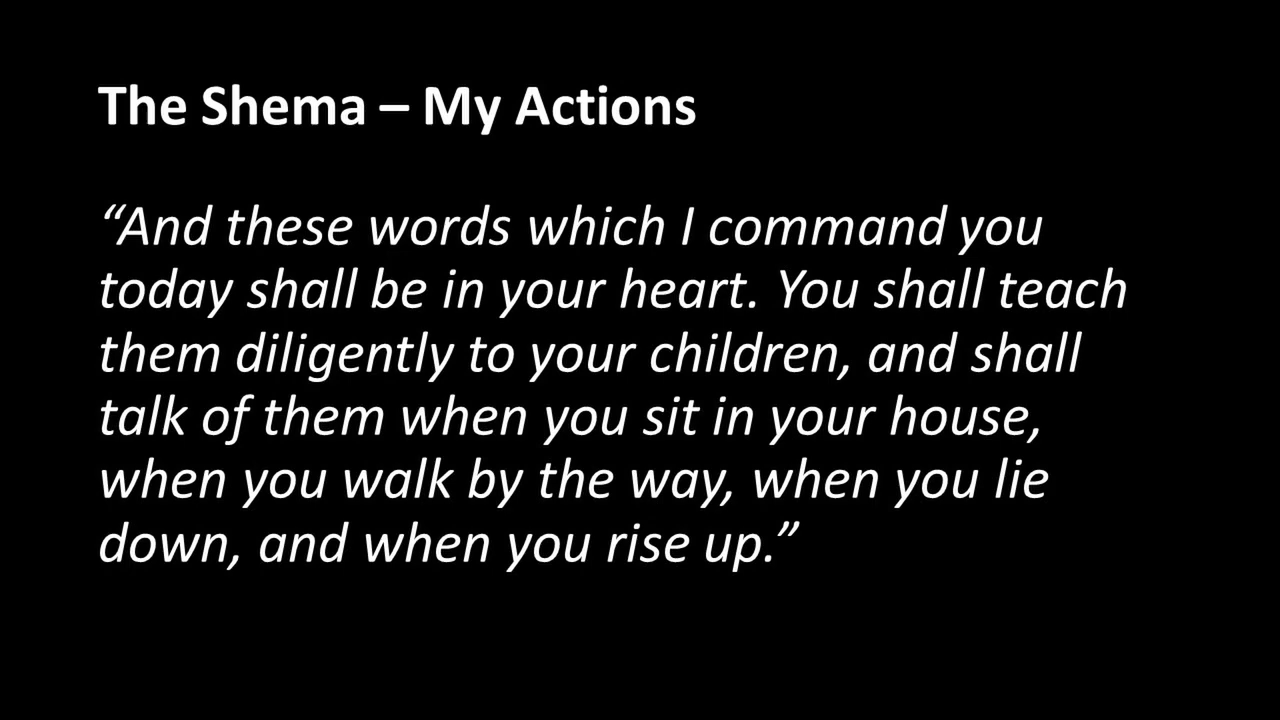 The Shema – My Actions
“And these words which I command you
today shall be in your heart. You shall teach
them diligently to your children, and shall
talk of them when you sit in your house,
when you walk by the way, when you lie
down, and when you rise up.”